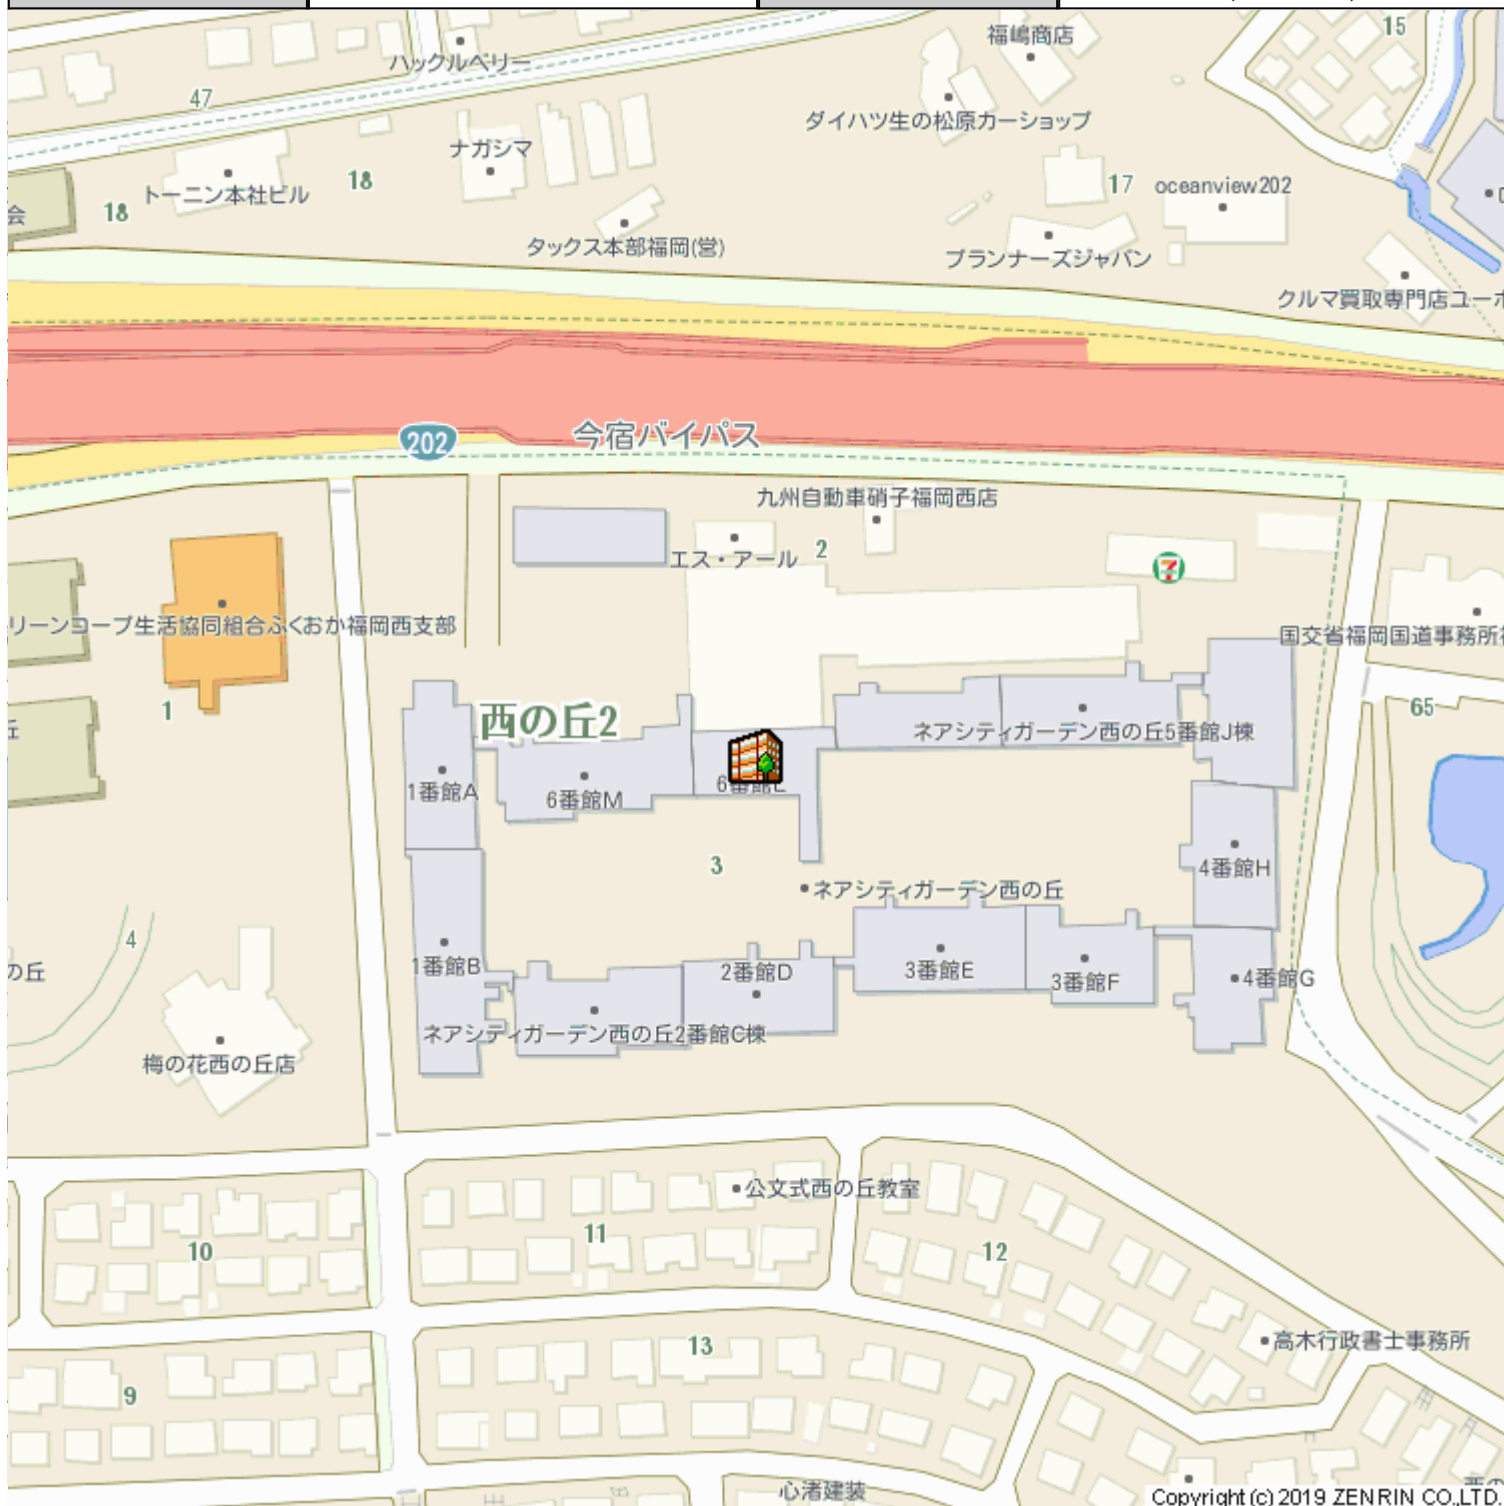 15
福嶋商店
ハックルベリー
47
ダイハツ生の松原カーショップ
ナガシマ
18
17
oceanview202
トーニン本社ビル
18
会
タックス本部福岡(営)
プランナーズジャパン
クルマ買取専門店ユーポ
202
今宿バイパス
九州自動車硝子福岡西店
エス・アール
2
7
リーンコープ生活協同組合ふくおか福岡西支部
国交省福岡国道事務所
1
西の丘2
65
丘
ネアシティガーデン西の丘5番館J棟
1番館A
6番館M
6番館L
3
4番館H
ネアシティガーデン西の丘
4
の丘
1番館B
2番館D
3番館E
3番館F
4番館G
ネアシティガーデン西の丘2番館C棟
梅の花西の丘店
公文式西の丘教室
10
11
12
13
高木行政書士事務所
9
心渚建装
西の
Copyright (c) 2019 ZENRIN CO.,LTD